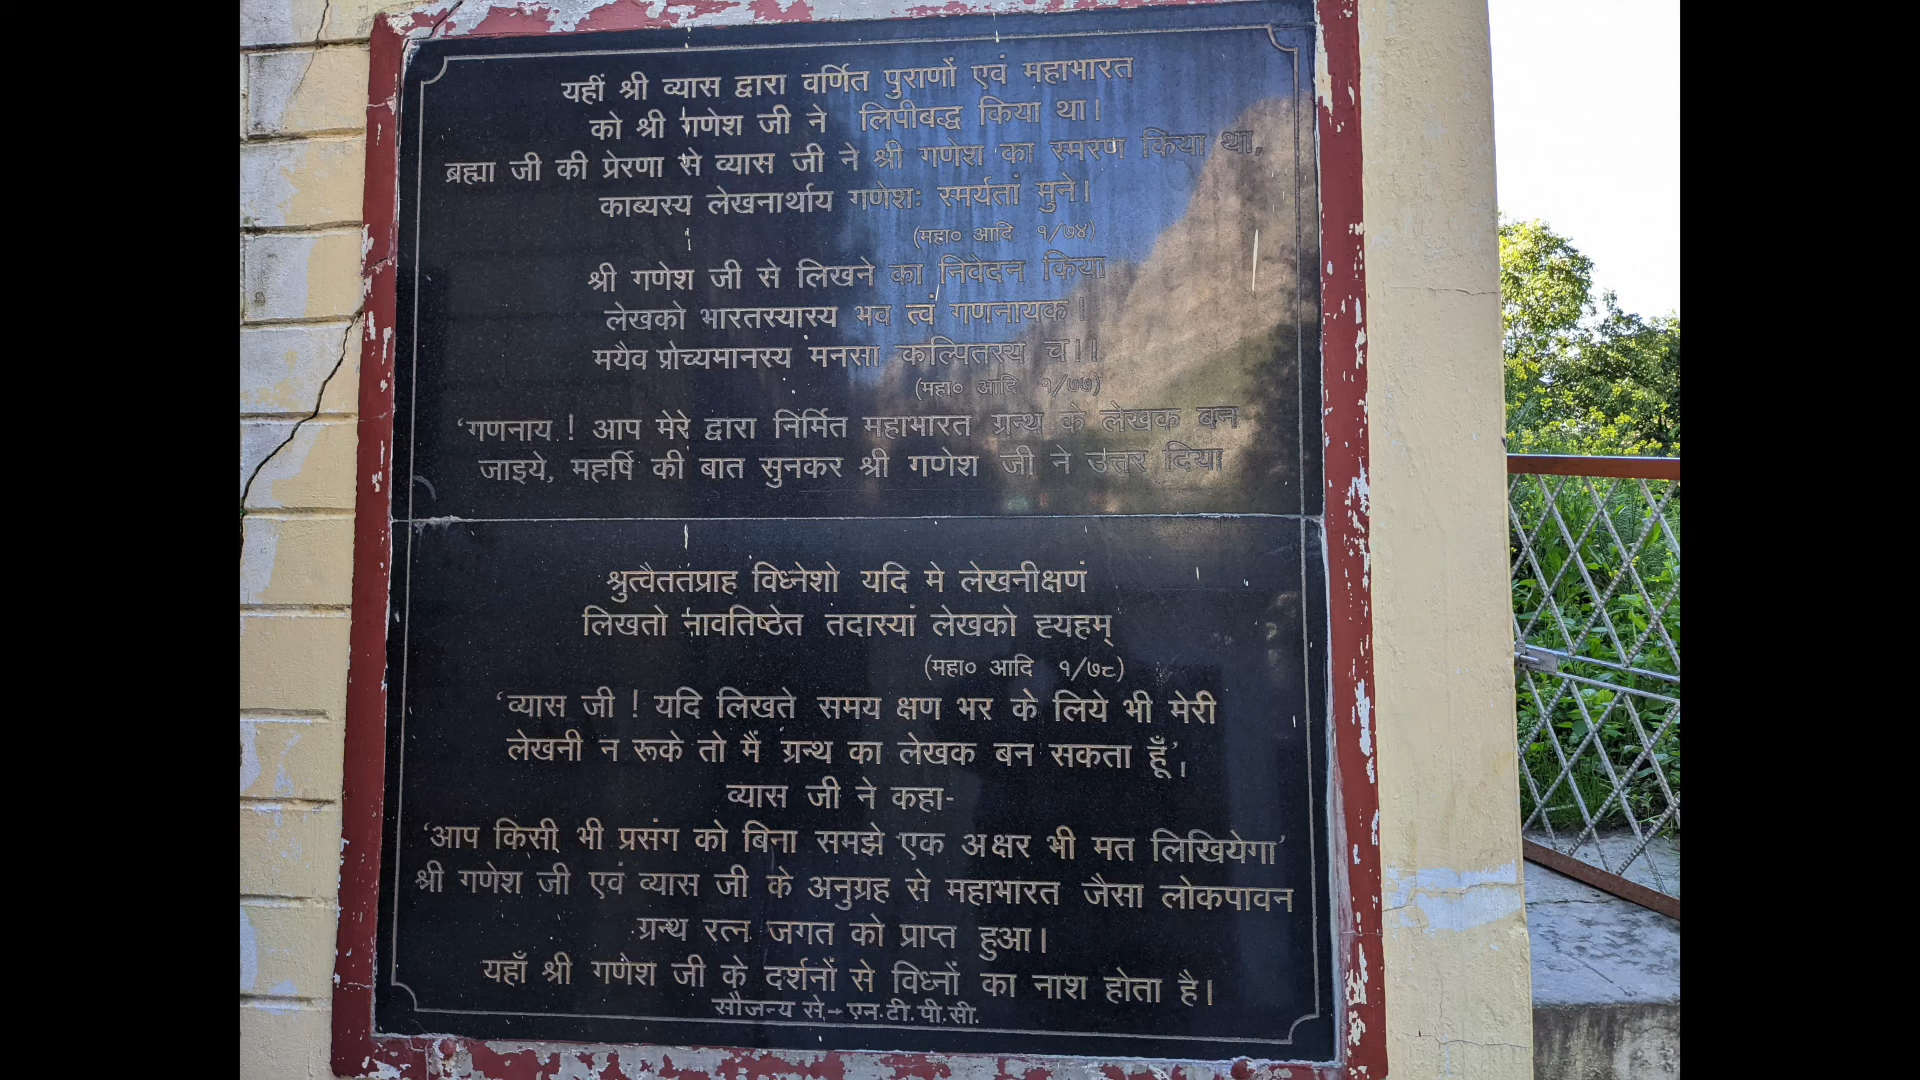 यहीं श्री व्यास द्वारा वर्णित पुराणों एवं महाभारत
को श्री गणेश जी ने लिपीबद्ध किया था।
ब्रह्मा जी की प्रेरणा से व्यास जी ने श्री गणेश का स्मरण किया था,
काब्यस्य लेखनार्थाय गणेशः स्मर्यतां मुने।
(महा० आदि १/७४)
श्री गणेश जी से लिखने का निवेदन किया
लेखको भारतस्यास्य भव त्वं गणनायक।
मयैव प्रोच्यमानस्य मनसा कल्पितस्य च।।
(महा० आदि १/७७)
‘गणनाय ! आप मेरे द्वारा निर्मित महाभारत ग्रन्थ के लेखक बन
जाइये, महर्षि की बात सुनकर श्री गणेश जी ने उत्तर दिया
श्रुत्वैततप्राह विध्नेशो यदि मे लेखनीक्षणं
लिखतो नावतिष्ठेत तदास्यां लेखको ह्यहम्
(महा० आदि १/७८)
‘व्यास जी ! यदि लिखते समय क्षण भर के लिये भी मेरी
लेखनी न रूके तो मैं ग्रन्थ का लेखक बन सकता हूँ’,
व्यास जी ने कहा-
‘आप किसी भी प्रसंग को बिना समझे एक अक्षर भी मत लिखियेगा’
श्री गणेश जी एवं व्यास जी के अनुग्रह से महाभारत जैसा लोकपावन
ग्रन्थ रत्न जगत को प्राप्त हुआ।
यहाँ श्री गणेश जी के दर्शनों से विध्नों का नाश होता है।
सौजन्य से-एन.टी.पी.सी.